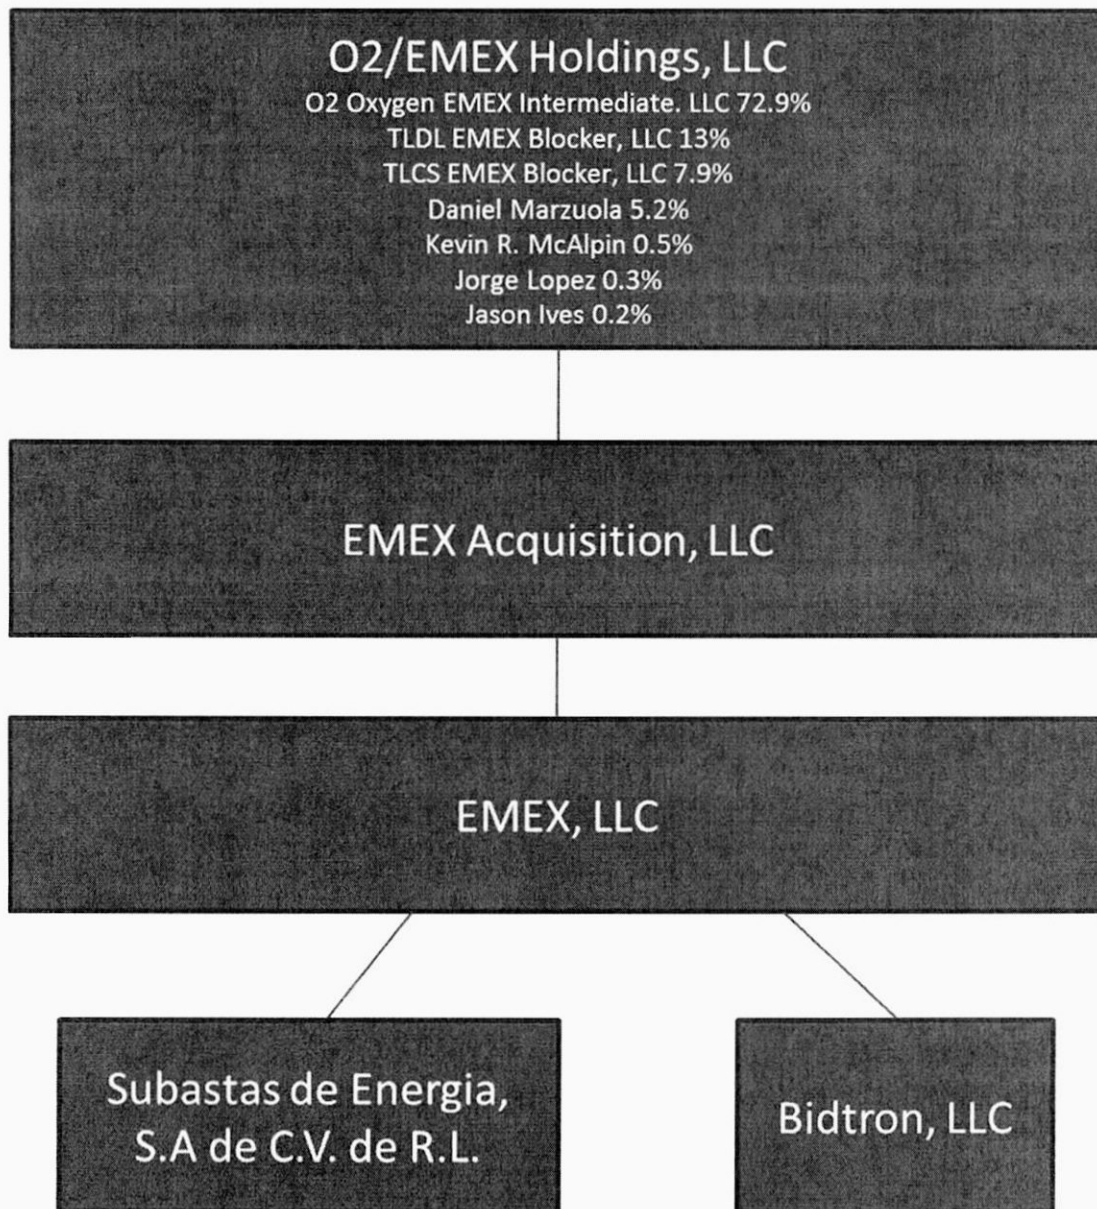 O2/EMEX Holdings, LLC
O2 Oxygen EMEX Intermediate. LLC 72.9%
TLDL EMEX Blocker, LLC 13%
TLCS EMEX Blocker, LLC 7.9%
Daniel Marzuola 5.2%
Kevin R. McAlpin 0.5%
Jorge Lopez 0.3%
Jason Ives 0.2%
EMEX Acquisition, LLC
EMEX, LLC
Subastas de Energia,
S.A de C.V. de R.L.
Bidtron, LLC